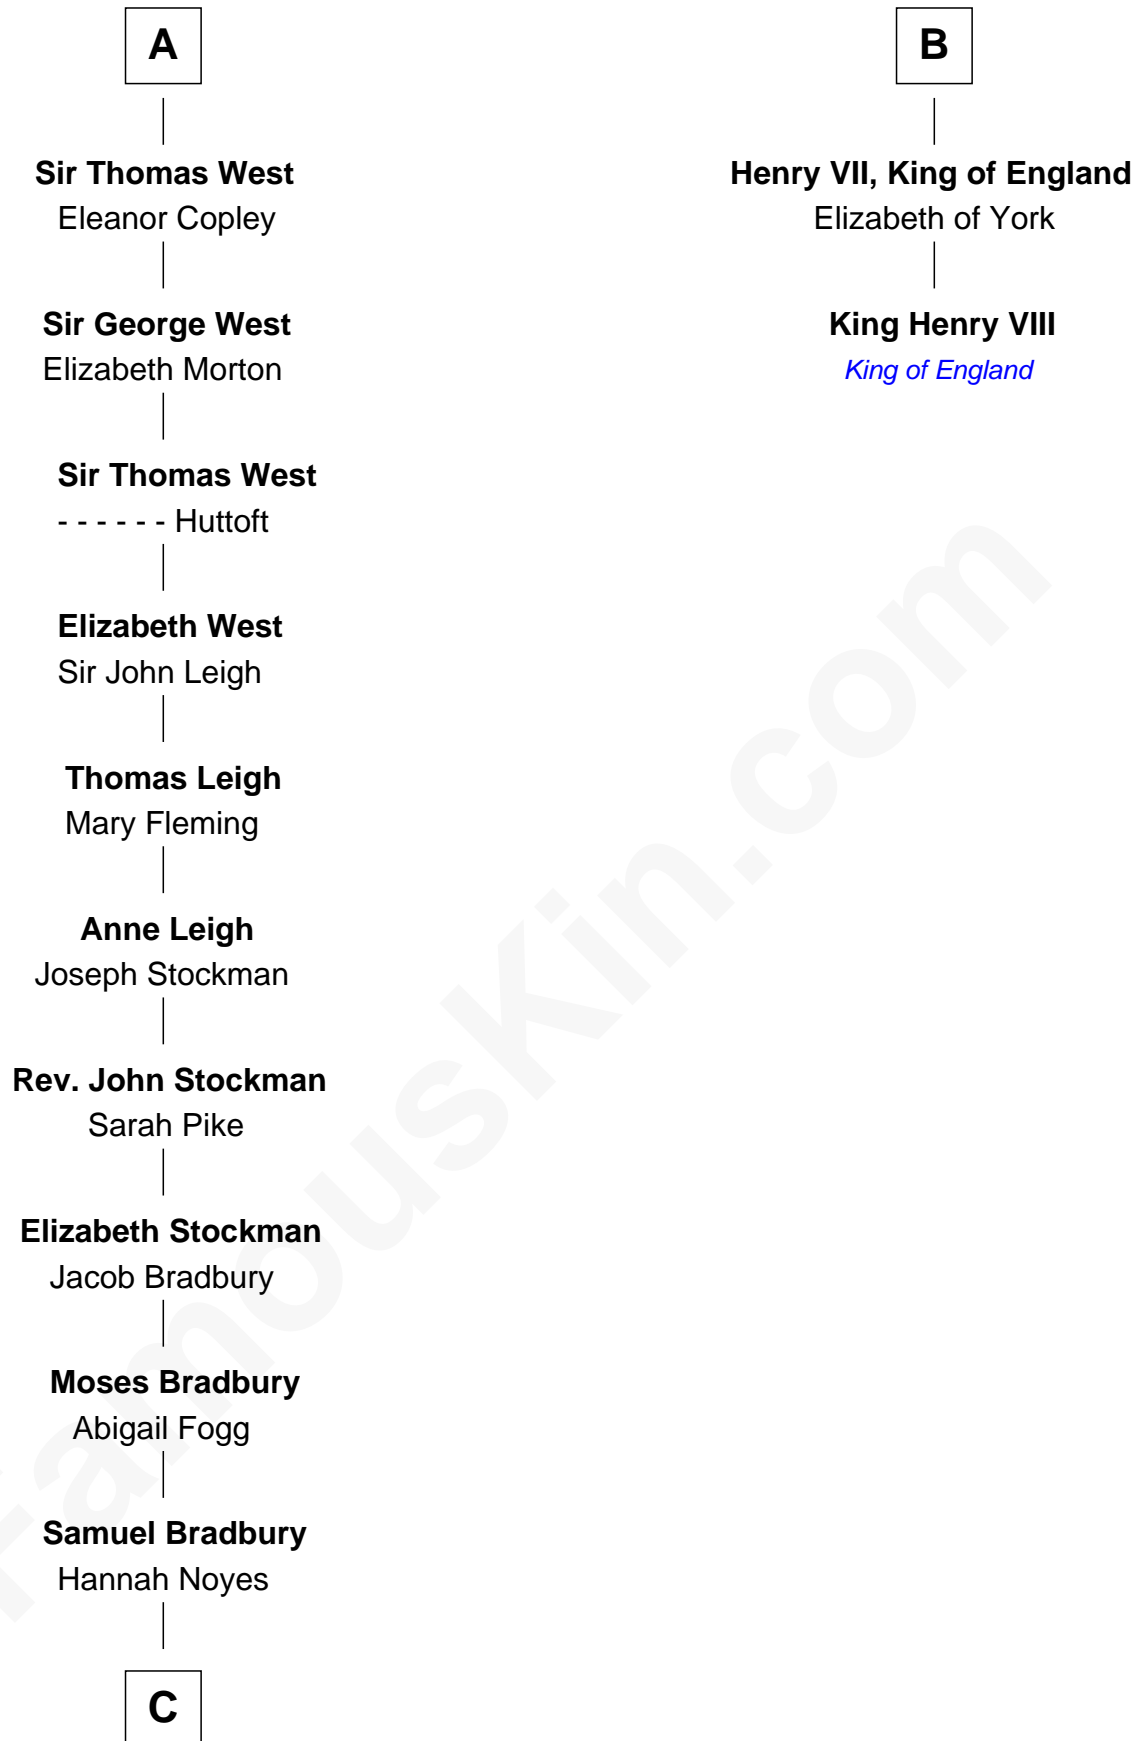 A
Sir Thomas West
Eleanor Copley
Sir George West
Elizabeth Morton
Sir Thomas West
- - - - - - Huttoft
Elizabeth West
Sir John Leigh
Thomas Leigh
Mary Fleming
Anne Leigh
Joseph Stockman
Rev. John Stockman
Sarah Pike
Elizabeth Stockman
Jacob Bradbury
Moses Bradbury
Abigail Fogg
Samuel Bradbury
Hannah Noyes
C
B
Henry VII, King of England
Elizabeth of York
King Henry VIII
King of England
FamousKin.com